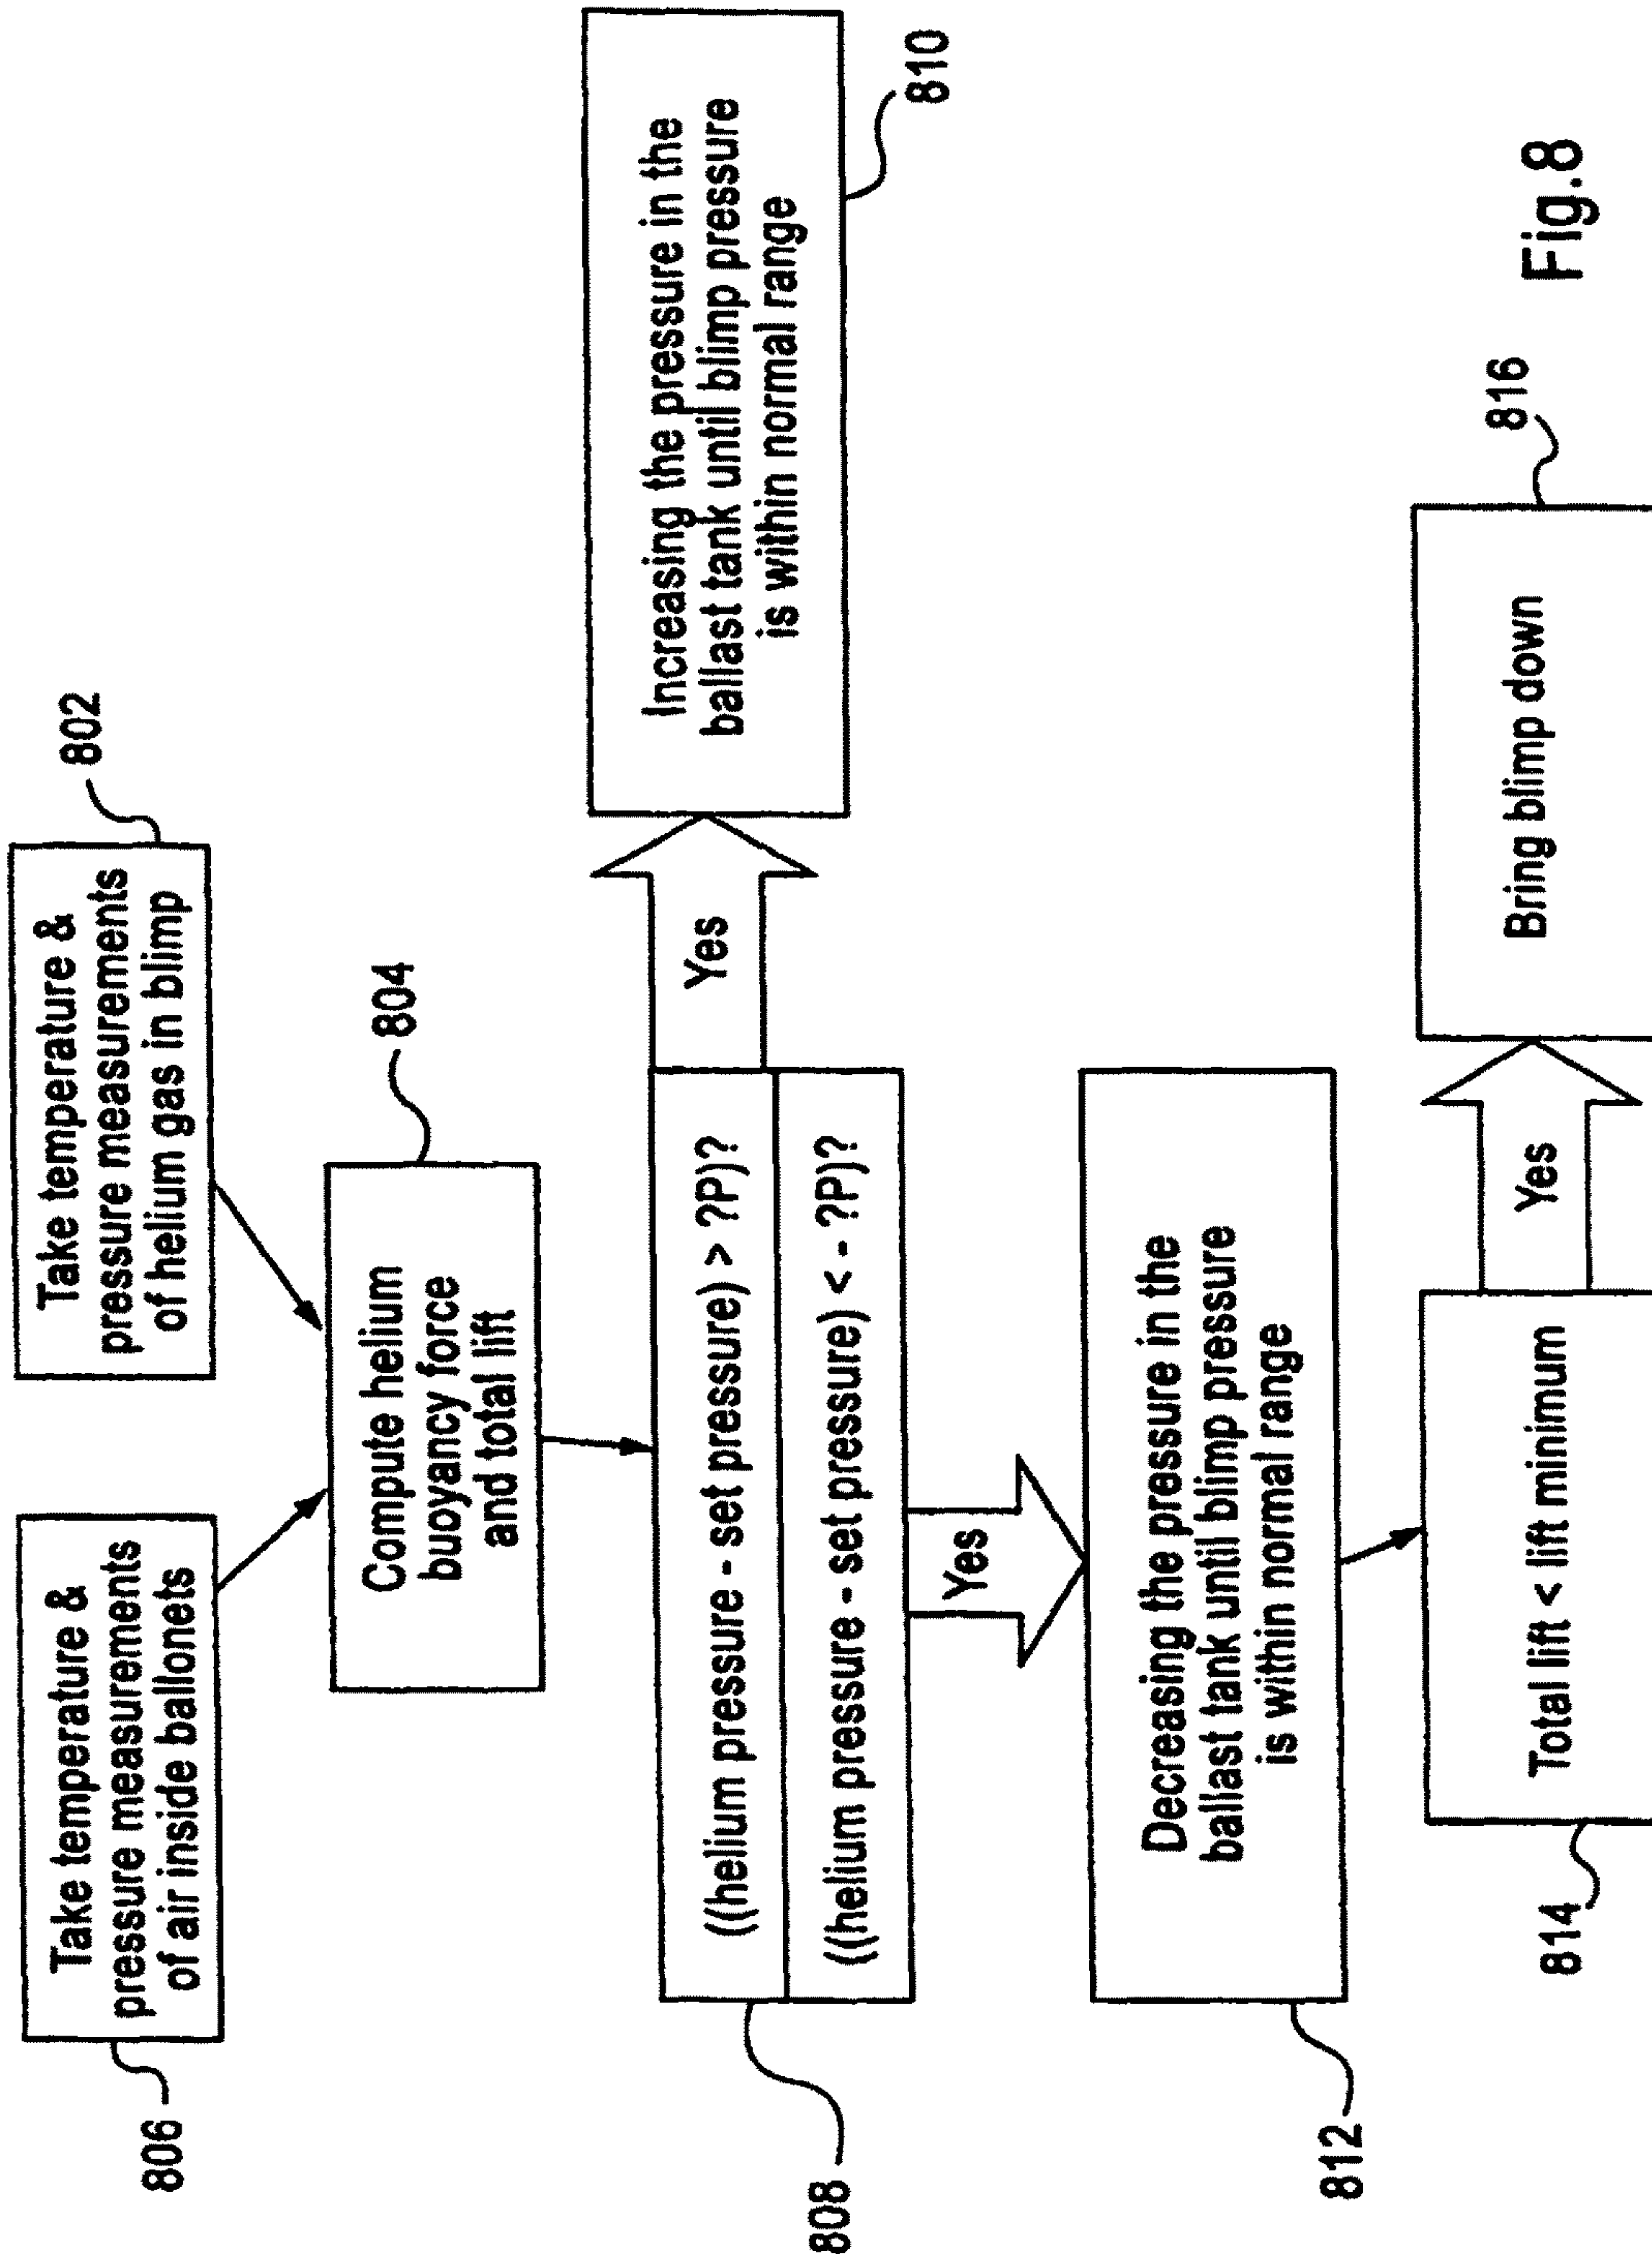 806
Take temperature &
pressure measurements
of air inside ballonets
Take temperature &
pressure measurements
of helium gas in blimp
802
Compute helium
buoyancy force
and total lift
804
808
((helium pressure - set pressure) > ?P)?
((helium pressure - set pressure) < - ?P)?
Yes
Increasing the pressure in the
ballast tank until blimp pressure
is within normal range
810
Yes
812
Decreasing the pressure in the
ballast tank until blimp pressure
is within normal range
814
Total lift < lift minimum
Yes
Bring blimp down
816
Fig.8